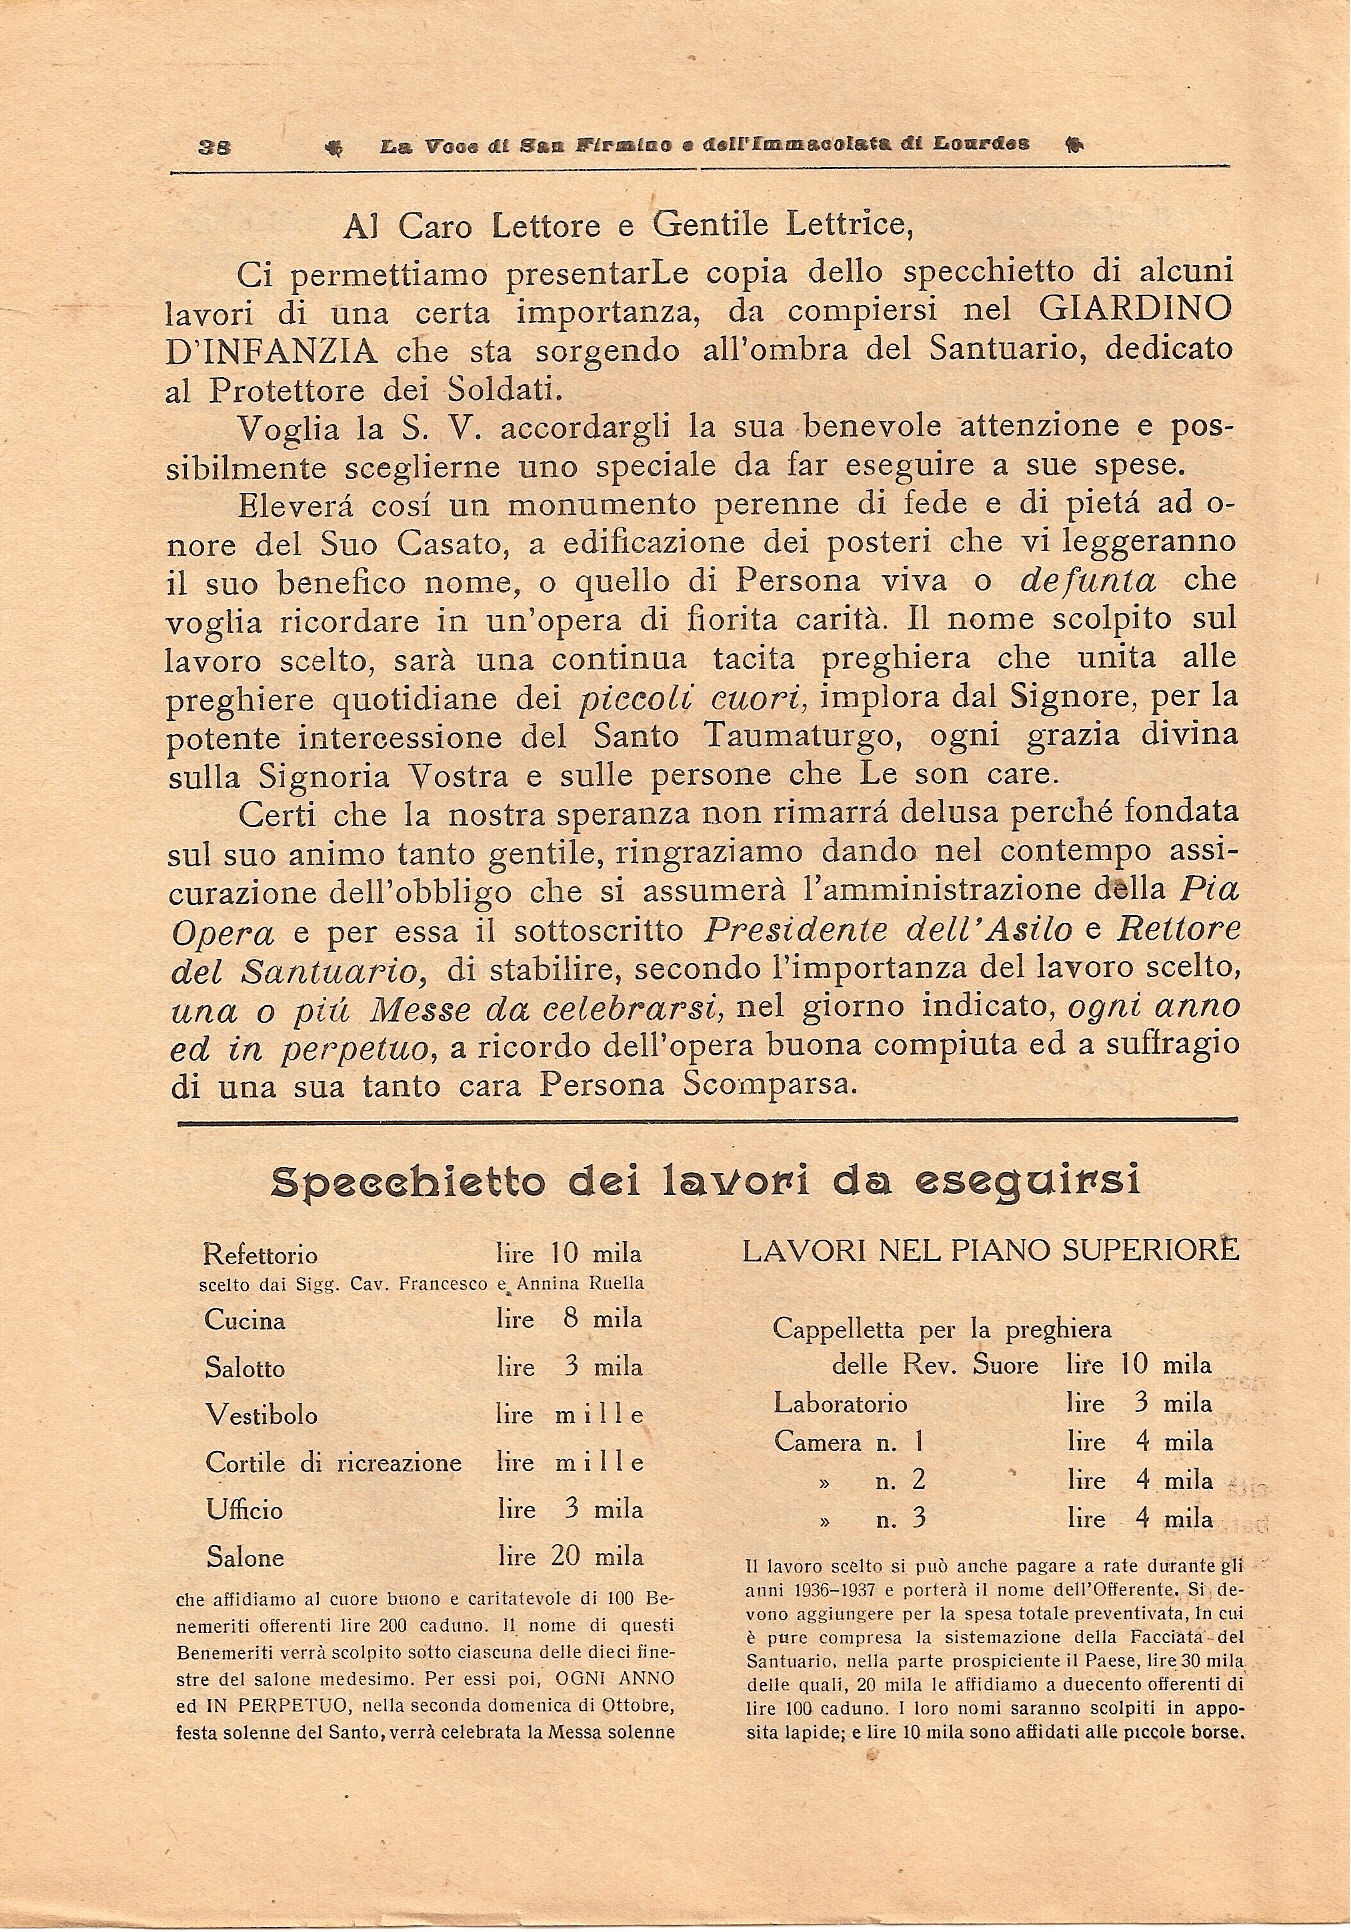 38 La Voce di San Firmino e dell'Immacolata di Lourdes
Al Caro Lettore e Gentile Lettrice,
Ci permettiamo presentarLe copia dello specchietto di alcuni
lavori di una certa importanza, da compiersi nel GIARDINO
D'INFANZIA che sta sorgendo all'ombra del Santuario, dedicato
al Protettore dei Soldati.
Voglia la S. V. accordargli la sua benevole attenzione e pos-
sibilmente sceglierne uno speciale da far eseguire a sue spese.
Eleverá cosí un monumento perenne di fede e di pietá ad o-
nore del Suo Casato, a edificazione dei posteri che vi leggeranno
il suo benefico nome, o quello di Persona viva o defunta che
voglia ricordare in un'opera di fiorita carità. Il nome scolpito sul
lavoro scelto, sarà una continua tacita preghiera che unita alle
preghiere quotidiane dei piccoli cuori, implora dal Signore, per la
potente intercessione del Santo Taumaturgo, ogni grazia divina
sulla Signoria Vostra e sulle persone che Le son care.
Certi che la nostra speranza non rimarrá delusa perché fondata
sul suo animo tanto gentile, ringraziamo dando nel contempo assi-
curazione dell'obbligo che si assumerà l'amministrazione della Pia
Opera e per essa il sottoscritto Presidente dell'Asilo e Rettore
del Santuario, di stabilire, secondo l'importanza del lavoro scelto,
una o piú Messe da celebrarsi, nel giorno indicato, ogni anno
ed in perpetuo, a ricordo dell'opera buona compiuta ed a suffragio
di una sua tanto cara Persona Scomparsa.
Specchietto dei lavori da eseguirsi
Refettorio lire 10 mila
scelto dai Sigg. Cav. Francesco e Annina Ruella
Cucina lire 8 mila
Salotto lire 3 mila
Vestibolo lire mille
Cortile di ricreazione lire mille
Ufficio lire 3 mila
Salone lire 20 mila
che affidiamo al cuore buono e caritatevole di 100 Be-
nemeriti offerenti lire 200 caduno. Il nome di questi
Benemeriti verrà scolpito sotto ciascuna delle dieci fine-
stre del salone medesimo. Per essi poi, OGNI ANNO
ed IN PERPETUO, nella seconda domenica di Ottobre,
festa solenne del Santo, verrà celebrata la Messa solenne
LAVORI NEL PIANO SUPERIORE
Cappelletta per la preghiera
delle Rev. Suore lire 10 mila
Laboratorio lire 3 mila
Camera n. 1 lire 4 mila
» n. 2 lire 4 mila
» n. 3 lire 4 mila
Il lavoro scelto si può anche pagare a rate durante gli
anni 1936-1937 e porterà il nome dell'Offerente. Si de-
vono aggiungere per la spesa totale preventivata, In cui
è pure compresa la sistemazione della Facciata del
Santuario, nella parte prospiciente il Paese, lire 30 mila
delle quali, 20 mila le affidiamo a duecento offerenti di
lire 100 caduno. I loro nomi saranno scolpiti in appo-
sita lapide; e lire 10 mila sono affidati alle piccole borse.